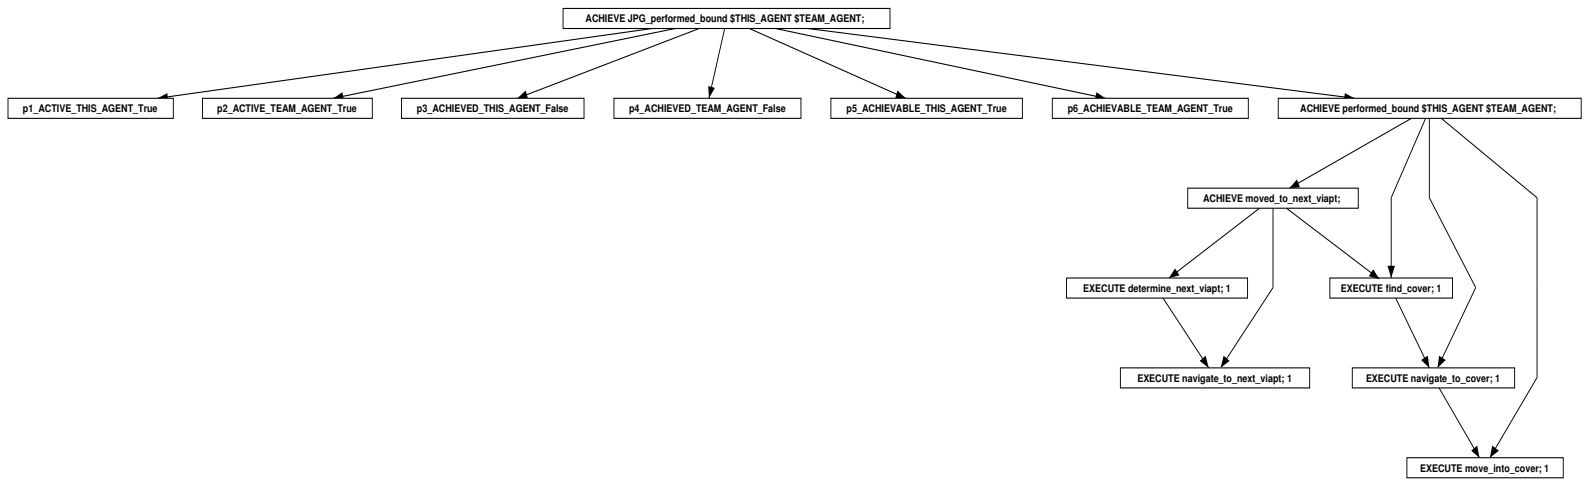 ACHIEVE JPG_performed_bound $THIS_AGENT $TEAM_AGENT;
p1_ACTIVE_THIS_AGENT_True
p2_ACTIVE_TEAM_AGENT_True
p3_ACHIEVED_THIS_AGENT_False
p4_ACHIEVED_TEAM_AGENT_False
p5_ACHIEVABLE_THIS_AGENT_True
p6_ACHIEVABLE_TEAM_AGENT_True
ACHIEVE performed_bound $THIS_AGENT $TEAM_AGENT;
ACHIEVE moved_to_next_viapt;
EXECUTE determine_next_viapt; 1
EXECUTE find_cover; 1
EXECUTE navigate_to_next_viapt; 1
EXECUTE navigate_to_cover; 1
EXECUTE move_into_cover; 1